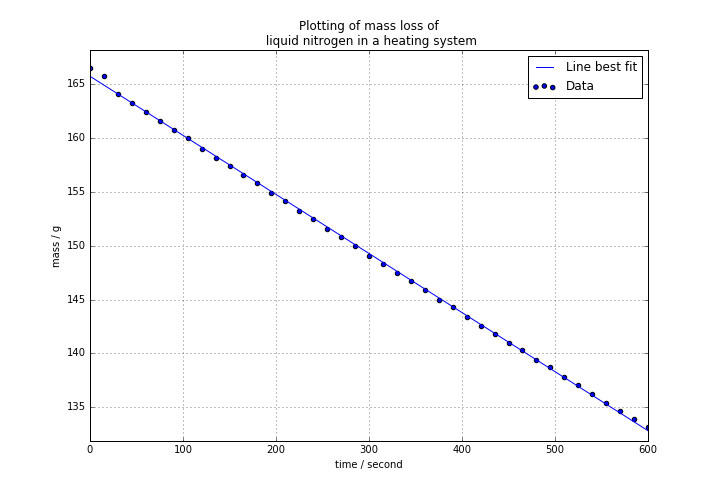 Plotting of mass loss of
liquid nitrogen in a heating system
Line best fit
Data
165
160
155
150
145
140
135
mass / g
0 100 200 300 400 500 600
time / second